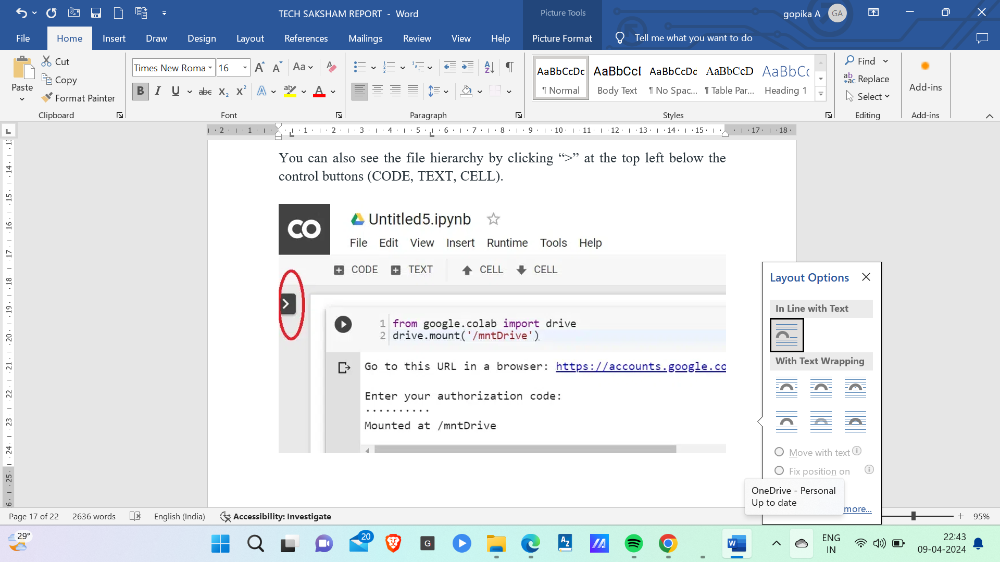 TECH SAKSHAM REPORT - Word
Picture Tools
gopika A
GA
File
Home
Insert
Draw
Design
Layout
References
Mailings
Review
View
Help
Picture Format
Tell me what you want to do
Paste
Cut
Copy
Format Painter
Clipboard
Times New Roma
16
Aa
B I U abc X₂ X² A ab A
Font
Paragraph
AaBbCcDc
¶ Normal
AaBbCcI
Body Text
AaBbCcDc
¶ No Spac...
AaBbCcD
¶ Table Par...
AaBbCc
Heading 1
Styles
Find
Replace
Select
Editing
Add-ins
Add-ins
2 1 1 2 3 4 5 6 7 8 9 10 11 12 13 14 15 17 18
14
15
16
17
18
19
20
21
22
23
24
25
You can also see the file hierarchy by clicking “>” at the top left below the
control buttons (CODE, TEXT, CELL).
CO
Untitled5.ipynb
File Edit View Insert Runtime Tools Help
CODE TEXT CELL CELL
1 from google.colab import drive
2 drive.mount('/mntDrive')
Go to this URL in a browser: https://accounts.google.co
Enter your authorization code:
··········
Mounted at /mntDrive
Layout Options
In Line with Text
With Text Wrapping
Move with text
Fix position on
more...
OneDrive - Personal
Up to date
Page 17 of 22
2636 words
English (India)
Accessibility: Investigate
95%
29°
20
G
A Z
ENG
IN
22:43
09-04-2024